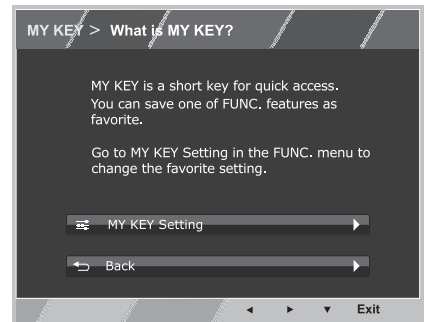 MY KEY > What is MY KEY?
MY KEY is a short key for quick access.
You can save one of FUNC. features as
favorite.
Go to MY KEY Setting in the FUNC. menu to
change the favorite setting.
MY KEY Setting
Back
Exit